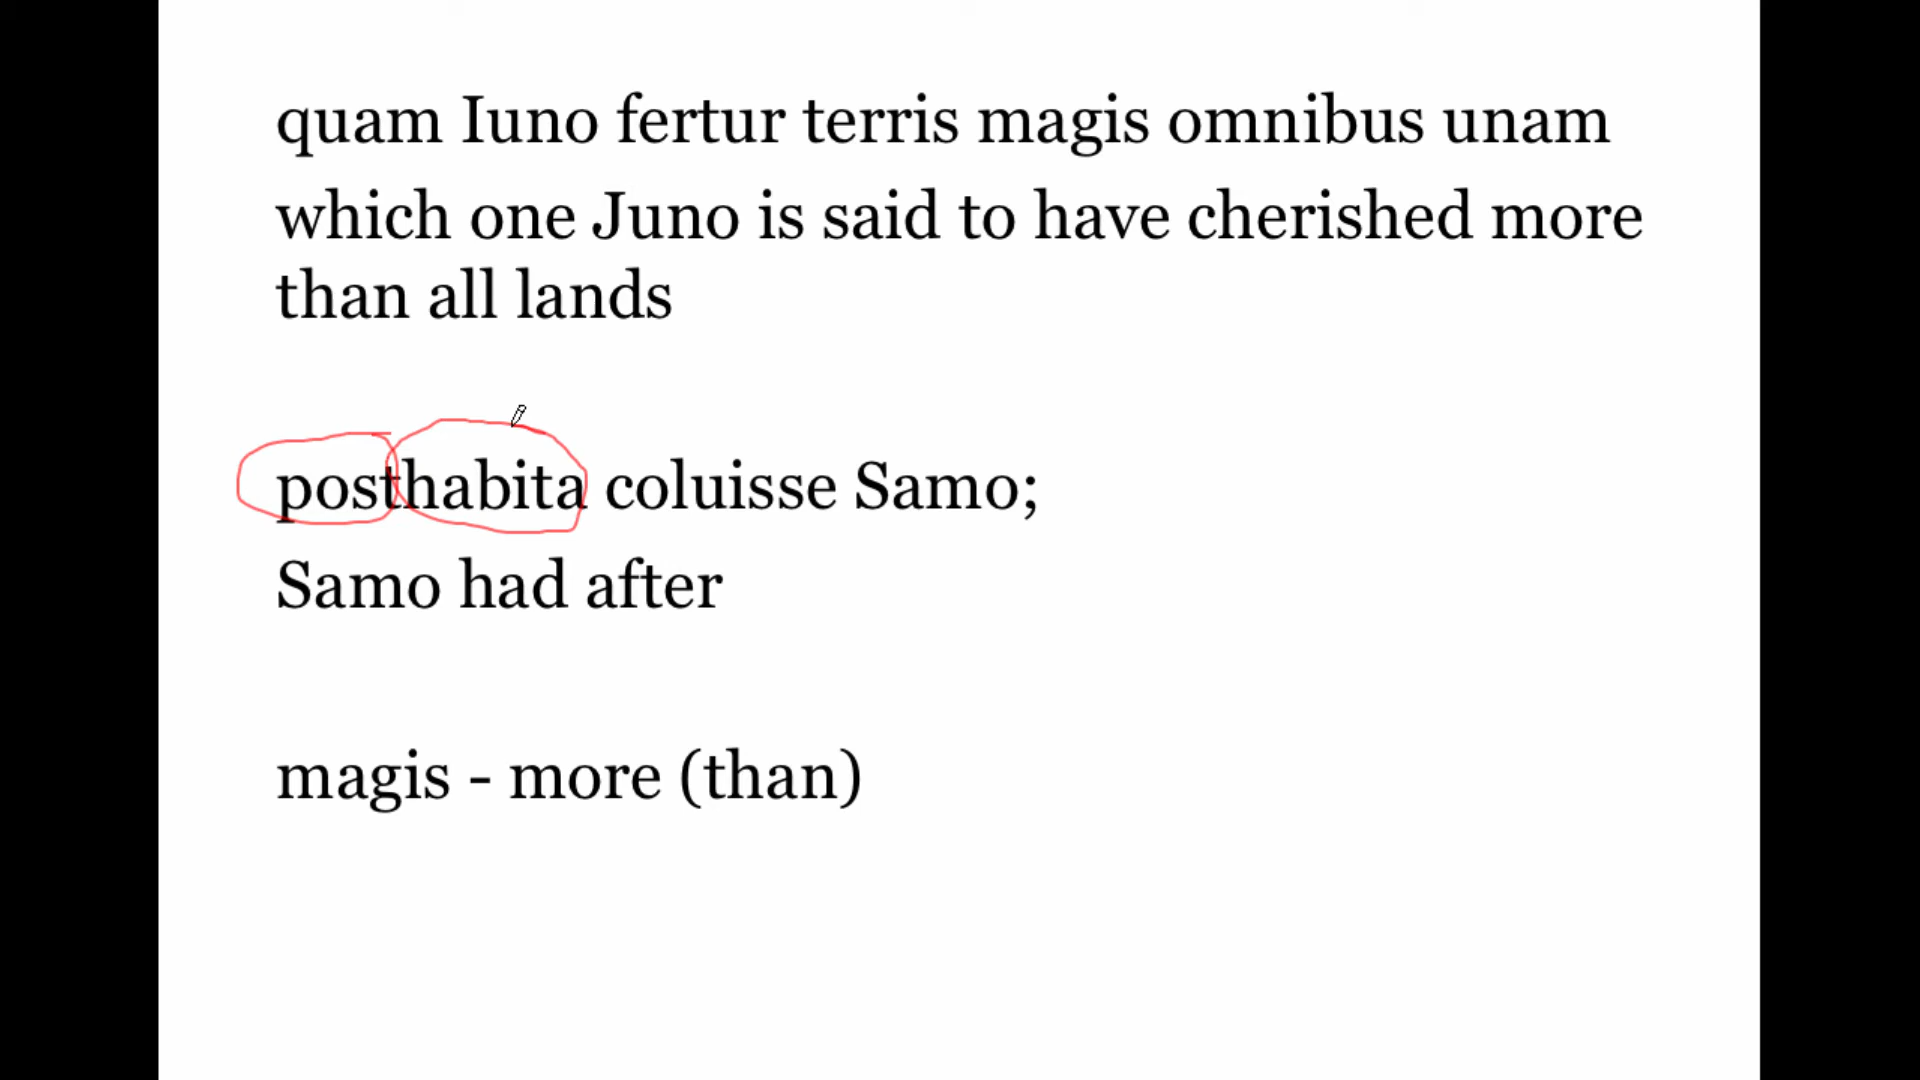 quam Iuno fertur terris magis omnibus unam
which one Juno is said to have cherished more
than all lands
posthabita coluisse Samo;
Samo had after
magis - more (than)